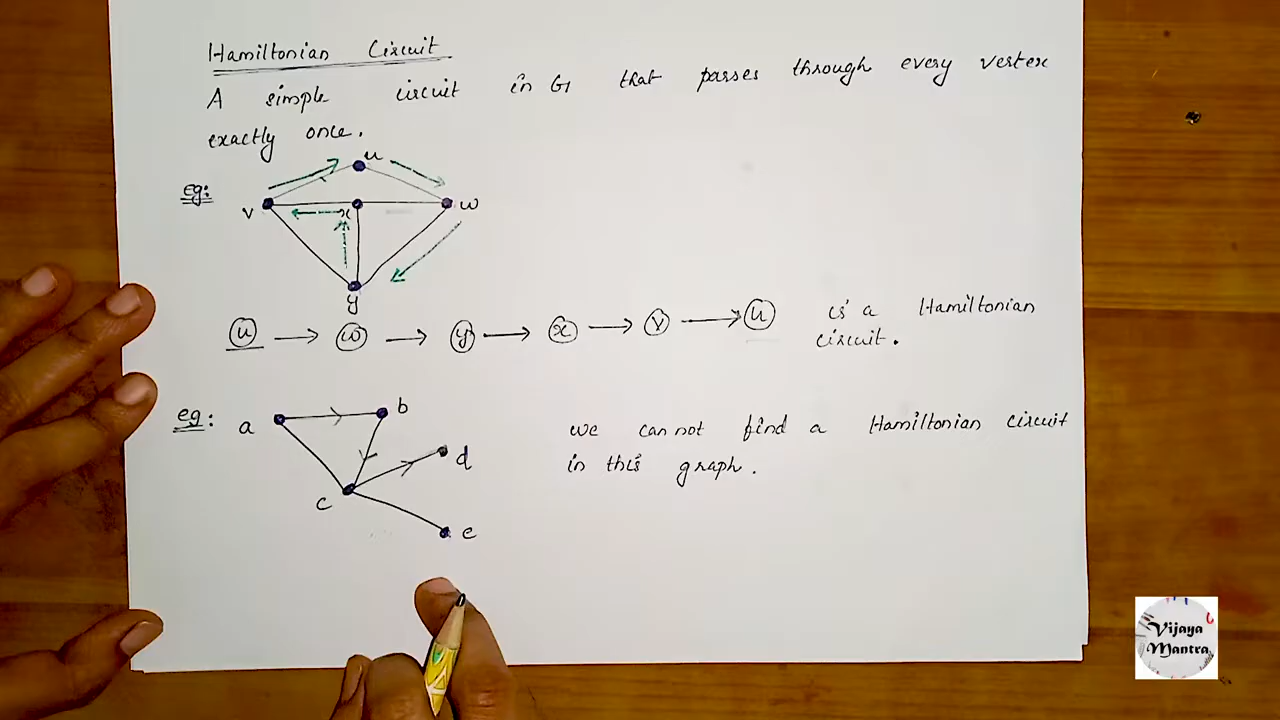 Hamiltonian Circuit
A simple circuit in G that passes through every vertex
exactly once.
eg:
u
v
x
w
y
u → w → y → x → v → u is a Hamiltonian
circuit.
eg:
a
b
c
d
e
we can not find a Hamiltonian circuit
in this graph.
Vijaya
Mantra